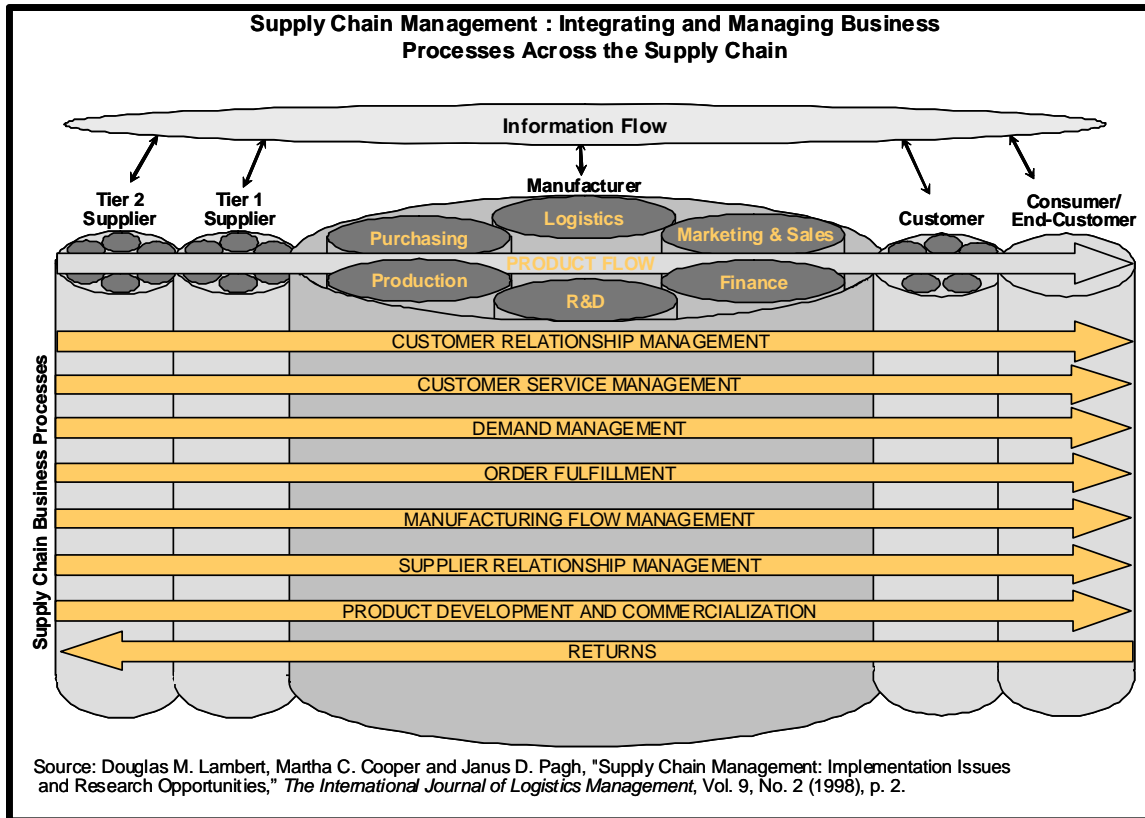 Supply Chain Management : Integrating and Managing Business
Processes Across the Supply Chain
Information Flow
Tier 2
Supplier
Tier 1
Supplier
Manufacturer
Customer
Consumer/
End-Customer
Logistics
Purchasing
Marketing & Sales
PRODUCT FLOW
Production
Finance
R&D
Supply Chain Business Processes
CUSTOMER RELATIONSHIP MANAGEMENT
CUSTOMER SERVICE MANAGEMENT
DEMAND MANAGEMENT
ORDER FULFILLMENT
MANUFACTURING FLOW MANAGEMENT
SUPPLIER RELATIONSHIP MANAGEMENT
PRODUCT DEVELOPMENT AND COMMERCIALIZATION
RETURNS
Source: Douglas M. Lambert, Martha C. Cooper and Janus D. Pagh, "Supply Chain Management: Implementation Issues
and Research Opportunities,” The International Journal of Logistics Management, Vol. 9, No. 2 (1998), p. 2.